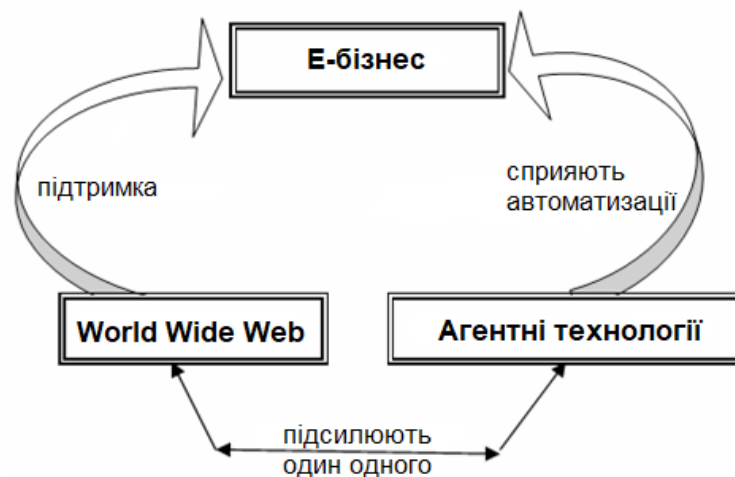 Е-бізнес
підтримка
сприяють
автоматизації
World Wide Web
Агентні технології
підсилюють
один одного